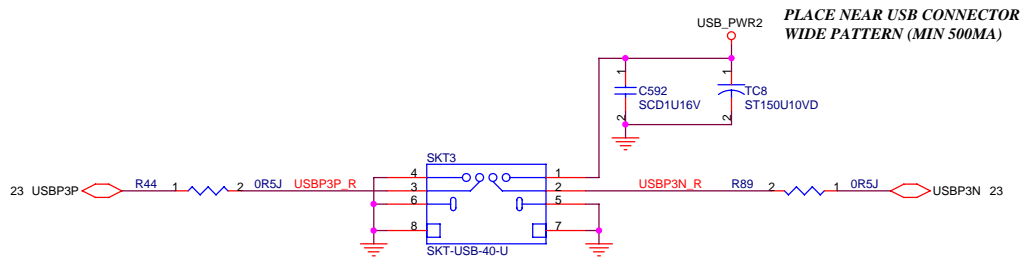 USB_PWR2
PLACE NEAR USB CONNECTOR
WIDE PATTERN (MIN 500MA)
1
C592
SCD1U16V
2
1
TC8
ST150U10VD
2
SKT3
23 USBP3P
R44
1
2
0R5J
USBP3P_R
4
3
6
8
1
2
5
7
USBP3N_R
R89
2
1
0R5J
USBP3N 23
SKT-USB-40-U